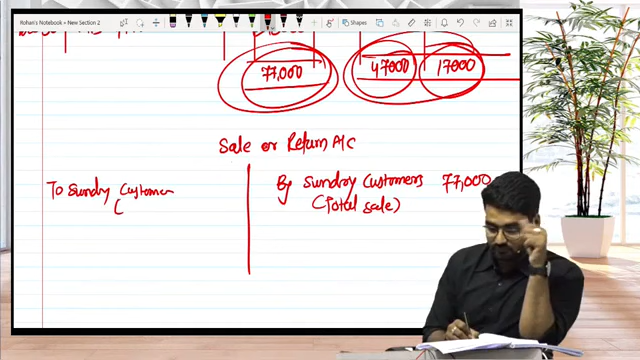 Rohan's Notebook > New Section 2
Shapes
77,000 47000 17000
Sale or Return A/C
To Sundry Customer
(
By Sundry Customers 77,000
(Total sale)